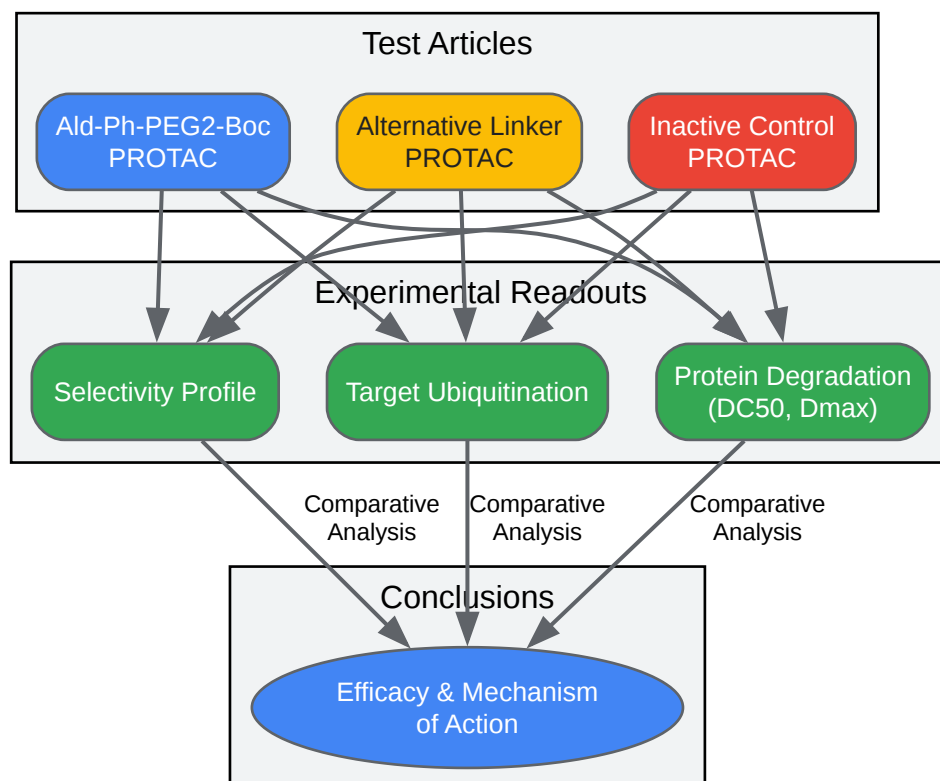 Test Articles
Ald-Ph-PEG2-Boc
PROTAC
Alternative Linker
PROTAC
Inactive Control
PROTAC
Experimental Readouts
Selectivity Profile
Target Ubiquitination
Protein Degradation
(DC50, Dmax)
Comparative
Analysis
Comparative
Analysis
Comparative
Analysis
Conclusions
Efficacy & Mechanism
of Action